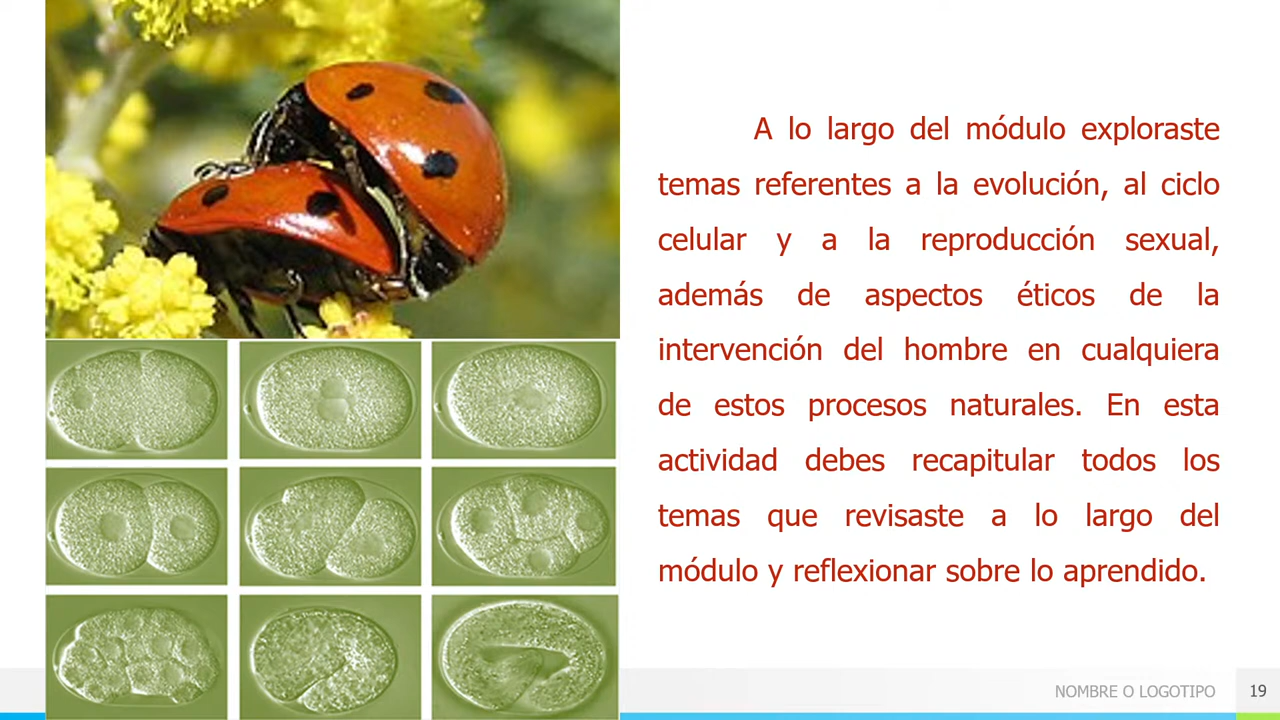 A lo largo del módulo exploraste
temas referentes a la evolución, al ciclo
celular y a la reproducción sexual,
además de aspectos éticos de la
intervención del hombre en cualquiera
de estos procesos naturales. En esta
actividad debes recapitular todos los
temas que revisaste a lo largo del
módulo y reflexionar sobre lo aprendido.
NOMBRE O LOGOTIPO
19